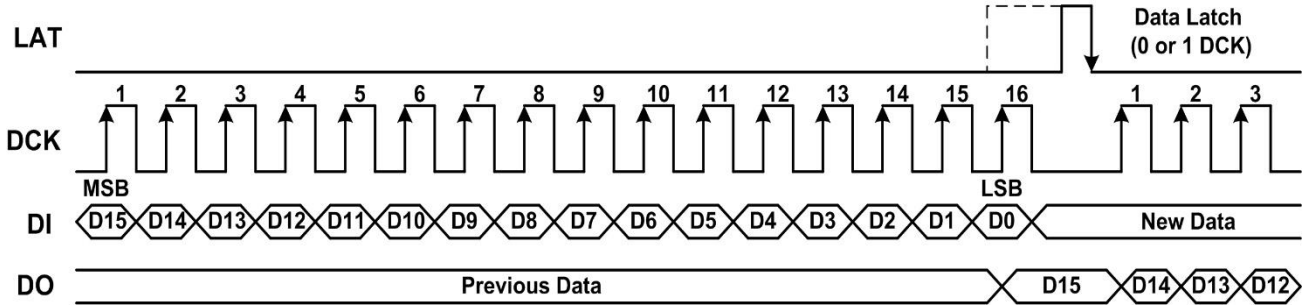 LAT
Data Latch
(0 or 1 DCK)
DCK
1 2 3 4 5 6 7 8 9 10 11 12 13 14 15 16 1 2 3
MSB LSB
DI D15 D14 D13 D12 D11 D10 D9 D8 D7 D6 D5 D4 D3 D2 D1 D0 New Data
DO Previous Data D15 D14 D13 D12